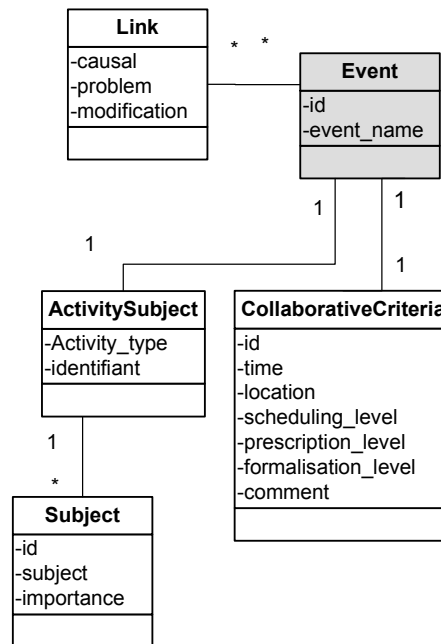 Link
-causal
-problem
-modification
* *
Event
-id
-event_name
1
1
1
1
ActivitySubject
-Activity_type
-identifiant
CollaborativeCriteria
-id
-time
-location
-scheduling_level
-prescription_level
-formalisation_level
-comment
1
*
Subject
-id
-subject
-importance